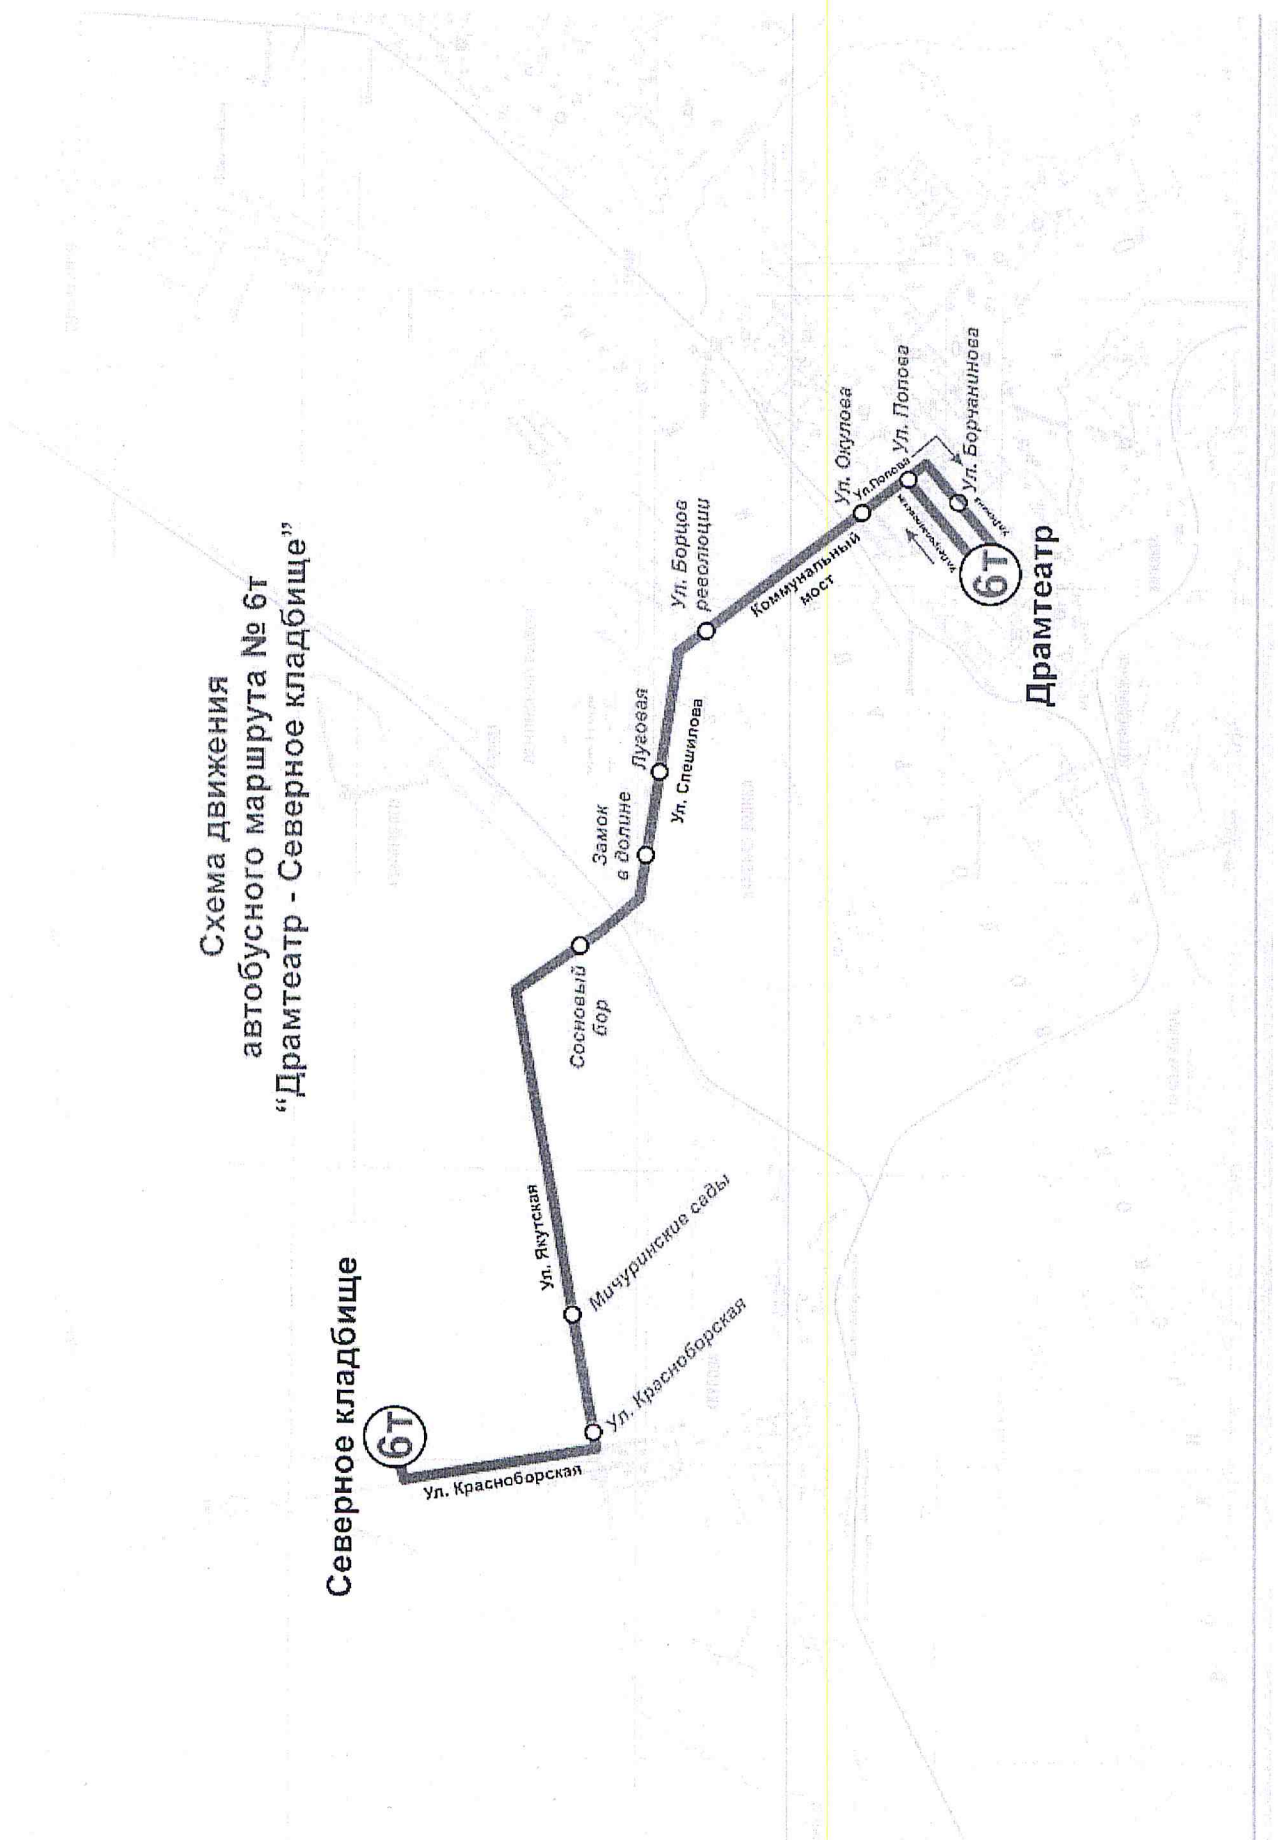 Схема движения
автобусного маршрута № 6т
“Драмтеатр - Северное кладбище”
Северное кладбище
6т
Ул. Красноборская
Ул. Красноборская
Мичуринские сады
Ул. Якутская
Сосновый
бор
Замок
в долине
Луговая
Ул. Спешилова
Ул. Борцов
революции
Коммунальный
мост
Ул. Окулова
Ул.Попова
Ул. Попова
Ул. Борчанинова
6т
Драмтеатр